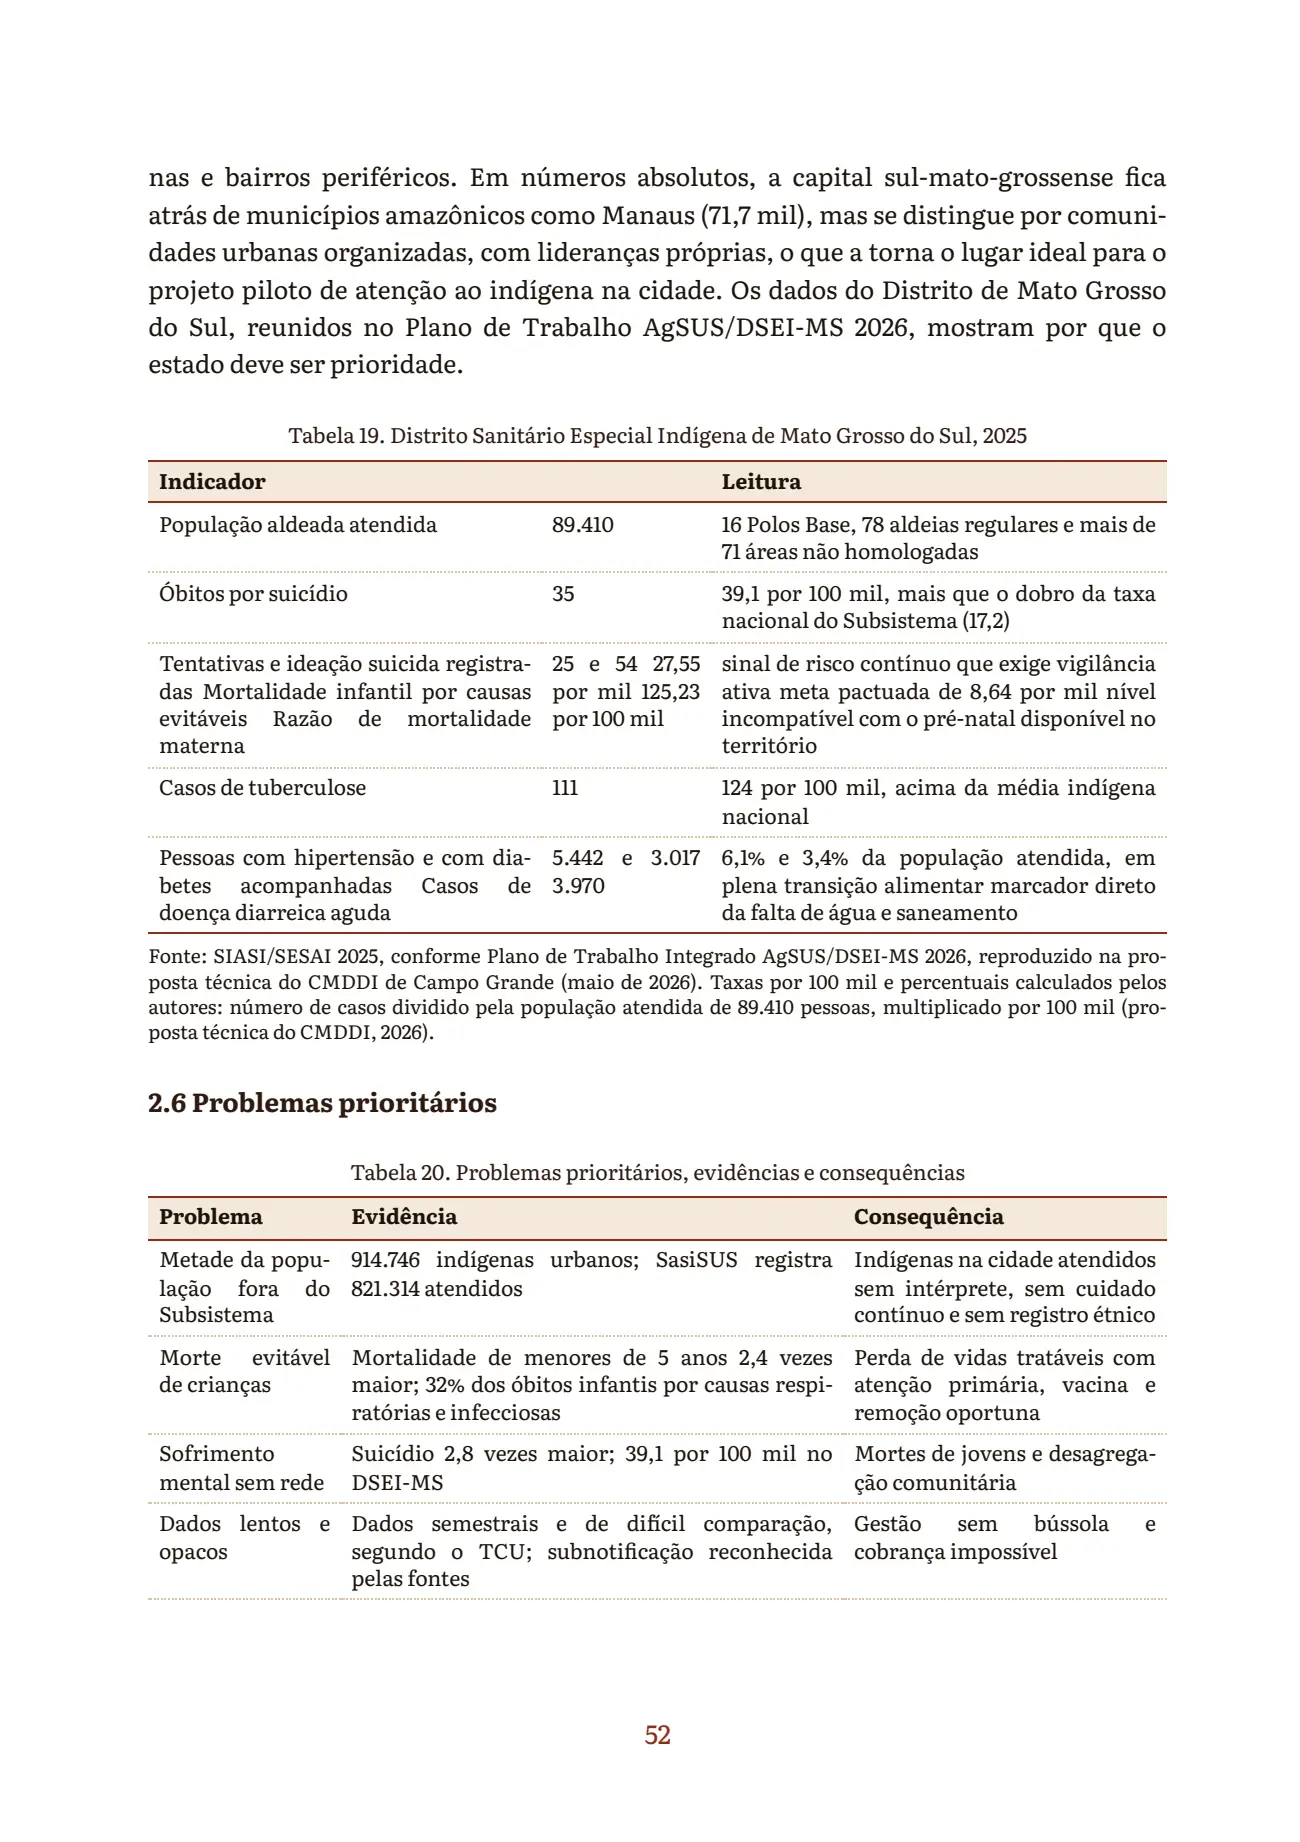 nas e bairros periféricos. Em números absolutos, a capital sul-mato-grossense fica
atrás de municípios amazônicos como Manaus (71,7 mil), mas se distingue por comuni-
dades urbanas organizadas, com lideranças próprias, o que a torna o lugar ideal para o
projeto piloto de atenção ao indígena na cidade. Os dados do Distrito de Mato Grosso
do Sul, reunidos no Plano de Trabalho AgSUS/DSEI-MS 2026, mostram por que o
estado deve ser prioridade.
Tabela 19. Distrito Sanitário Especial Indígena de Mato Grosso do Sul, 2025
Indicador Leitura
População aldeada atendida 89.410 16 Polos Base, 78 aldeias regulares e mais de
71 áreas não homologadas
Óbitos por suicídio 35 39,1 por 100 mil, mais que o dobro da taxa
nacional do Subsistema (17,2)
Tentativas e ideação suicida registra- 25 e 54 27,55 sinal de risco contínuo que exige vigilância
das Mortalidade infantil por causas por mil 125,23 ativa meta pactuada de 8,64 por mil nível
evitáveis Razão de mortalidade por 100 mil incompatível com o pré-natal disponível no
materna território
Casos de tuberculose 111 124 por 100 mil, acima da média indígena
nacional
Pessoas com hipertensão e com dia- 5.442 e 3.017 6,1% e 3,4% da população atendida, em
betes acompanhadas Casos de 3.970 plena transição alimentar marcador direto
doença diarreica aguda da falta de água e saneamento
Fonte: SIASI/SESAI 2025, conforme Plano de Trabalho Integrado AgSUS/DSEI-MS 2026, reproduzido na pro-
posta técnica do CMDDI de Campo Grande (maio de 2026). Taxas por 100 mil e percentuais calculados pelos
autores: número de casos dividido pela população atendida de 89.410 pessoas, multiplicado por 100 mil (pro-
posta técnica do CMDDI, 2026).
2.6 Problemas prioritários
Tabela 20. Problemas prioritários, evidências e consequências
Problema Evidência Consequência
Metade da popu- 914.746 indígenas urbanos; SasiSUS registra Indígenas na cidade atendidos
lação fora do 821.314 atendidos sem intérprete, sem cuidado
Subsistema contínuo e sem registro étnico
Morte evitável Mortalidade de menores de 5 anos 2,4 vezes Perda de vidas tratáveis com
de crianças maior; 32% dos óbitos infantis por causas respi- atenção primária, vacina e
ratórias e infecciosas remoção oportuna
Sofrimento Suicídio 2,8 vezes maior; 39,1 por 100 mil no Mortes de jovens e desagrega-
mental sem rede DSEI-MS ção comunitária
Dados lentos e Dados semestrais e de difícil comparação, Gestão sem bússola e
opacos segundo o TCU; subnotificação reconhecida cobrança impossível
pelas fontes
52